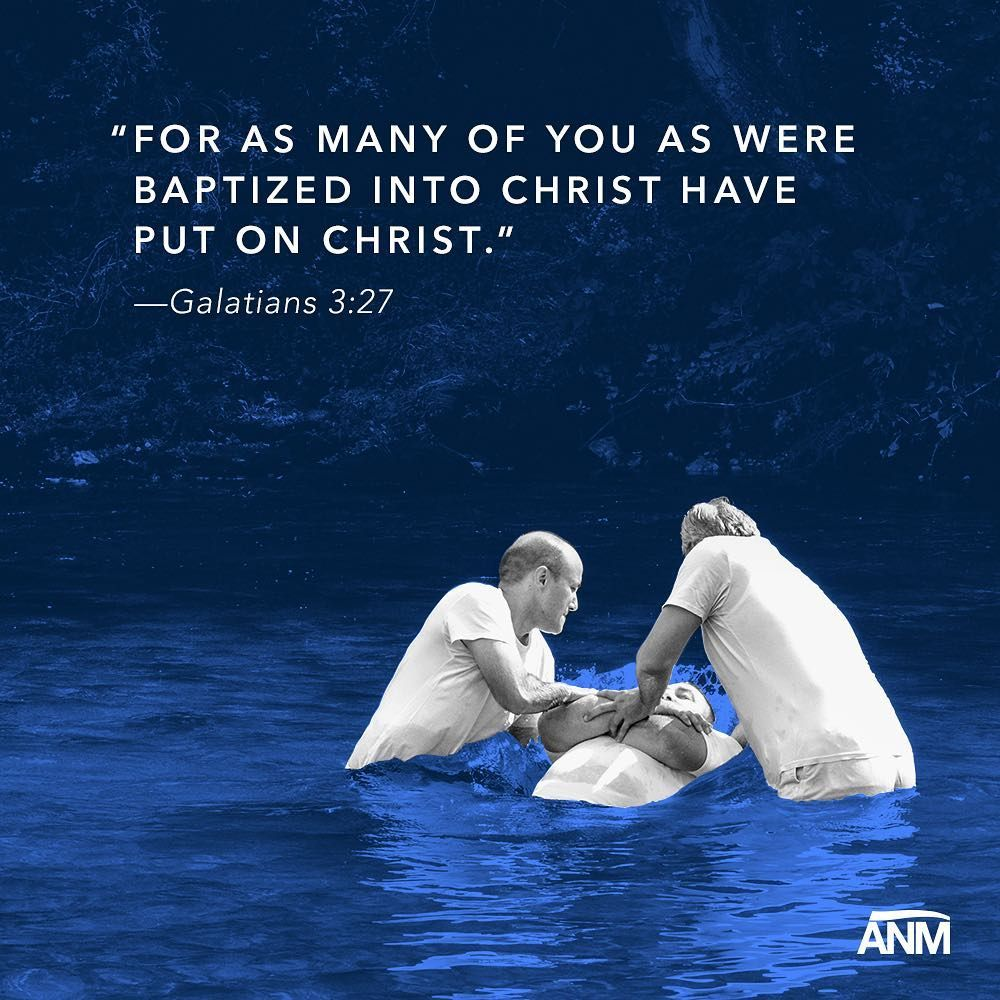 “FOR AS MANY OF YOU AS WERE
BAPTIZED INTO CHRIST HAVE
PUT ON CHRIST.”
—Galatians 3:27
ANM